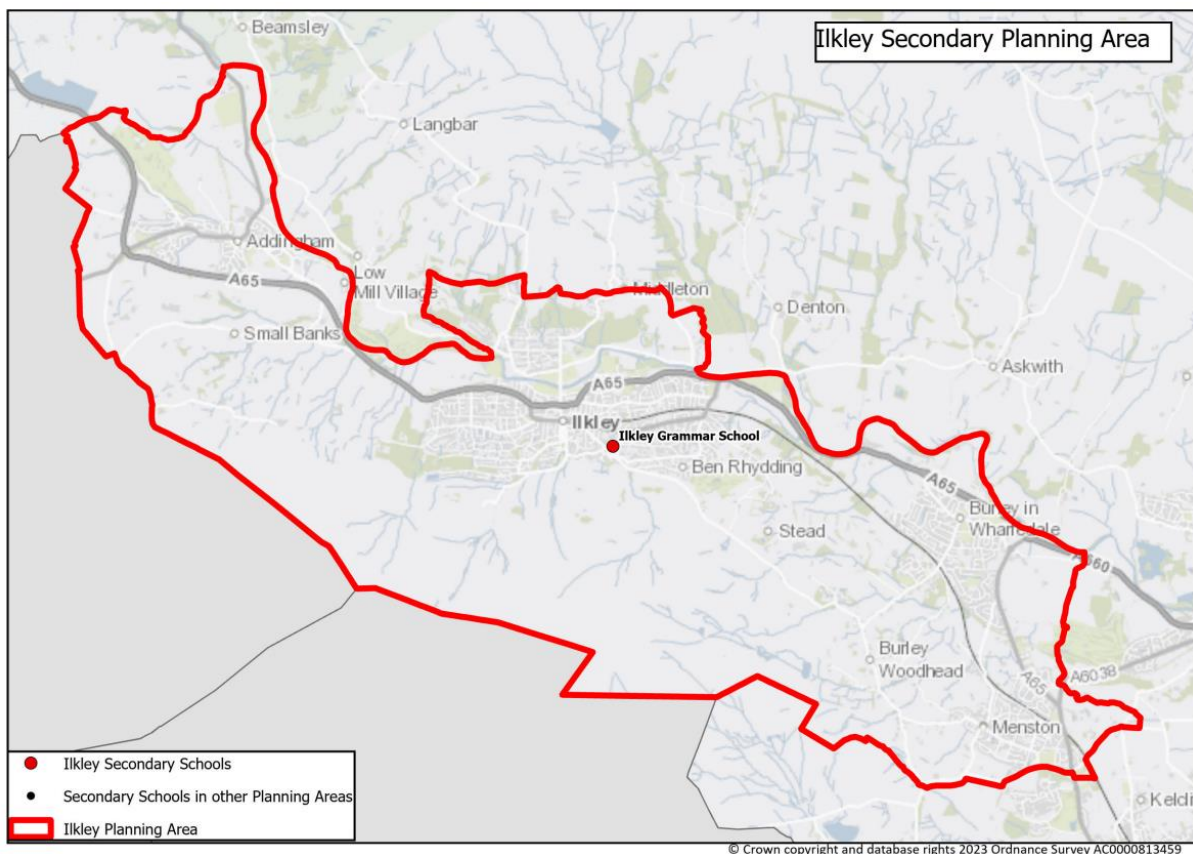 Ilkley Secondary Planning Area
Beamsley
Langbar
Addingham
Low
Mill Village
A65
Small Banks
Middleton
Denton
Askwith
A65
Ilkley
Ilkley Grammar School
Ben Rhydding
Stead
A65
Burley in
Wharfedale
A660
Burley
Woodhead
A6038
A65
Menston
Ilkley Secondary Schools
Secondary Schools in other Planning Areas
Ilkley Planning Area
Keldi
© Crown copyright and database rights 2023 Ordnance Survey AC0000813459